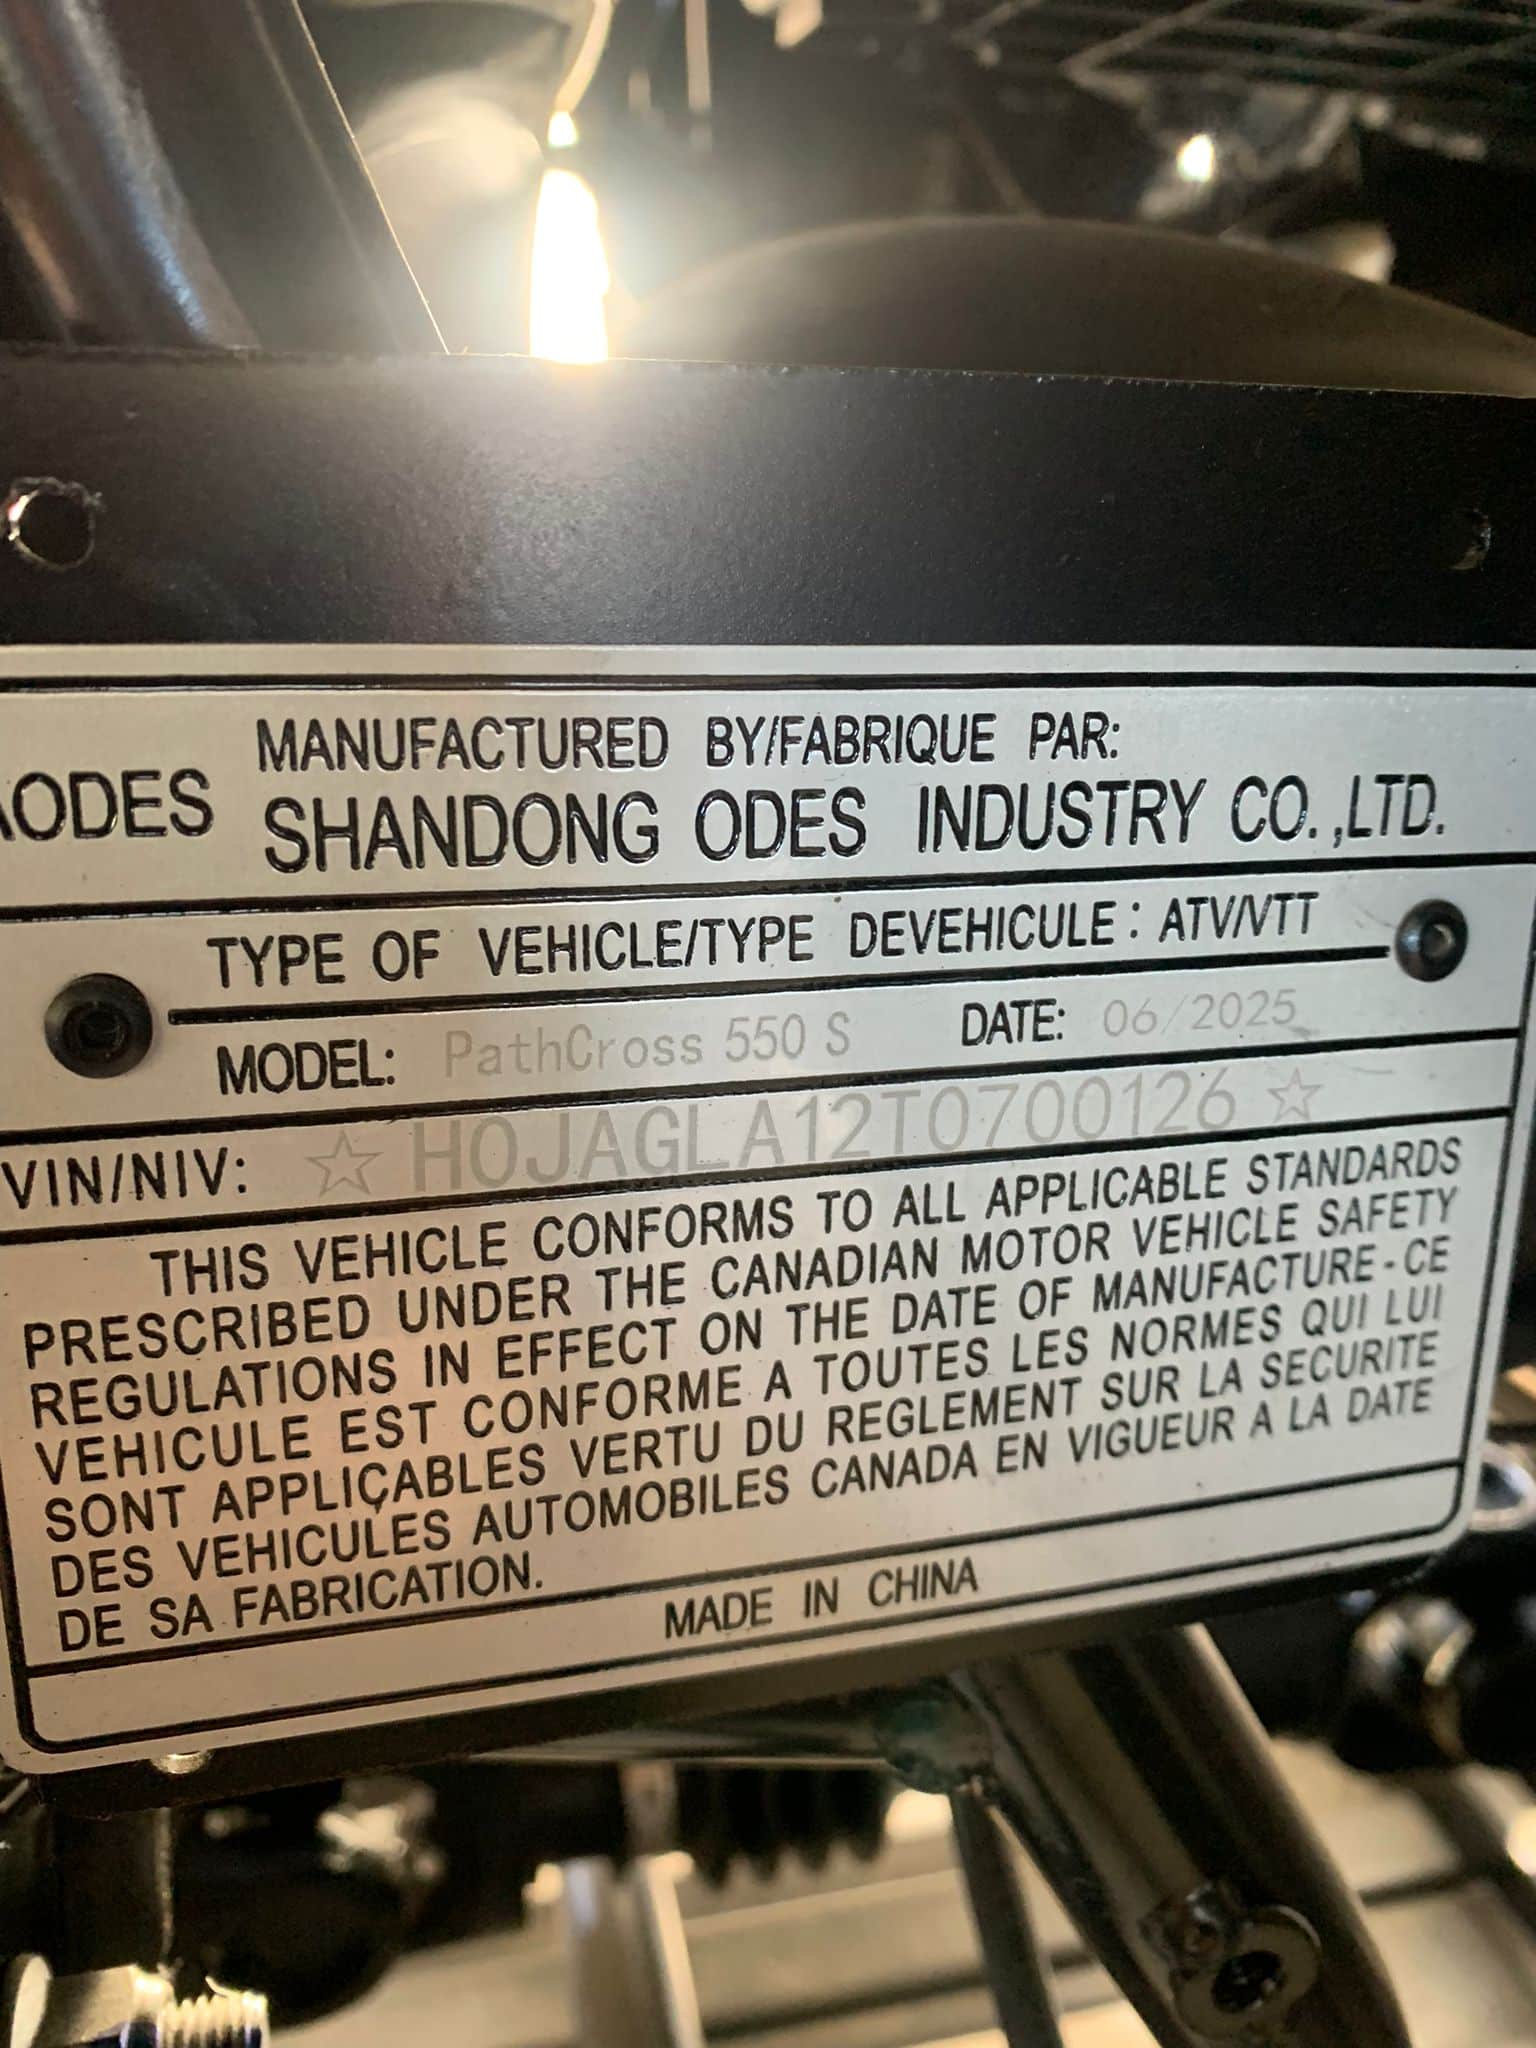 AODES
MANUFACTURED BY/FABRIQUE PAR:
SHANDONG ODES INDUSTRY CO.,LTD.
TYPE OF VEHICLE/TYPE DEVEHICULE: ATV/VTT
MODEL: PathCross 550 S DATE: 06/2025
VIN/NIV: ☆ H0JAGLA12T0700126 ☆
THIS VEHICLE CONFORMS TO ALL APPLICABLE STANDARDS
PRESCRIBED UNDER THE CANADIAN MOTOR VEHICLE SAFETY
REGULATIONS IN EFFECT ON THE DATE OF MANUFACTURE-CE
VEHICULE EST CONFORME A TOUTES LES NORMES QUI LUI
SONT APPLIÇABLES VERTU DU REGLEMENT SUR LA SECURITE
DES VEHICULES AUTOMOBILES CANADA EN VIGUEUR A LA DATE
DE SA FABRICATION.
MADE IN CHINA